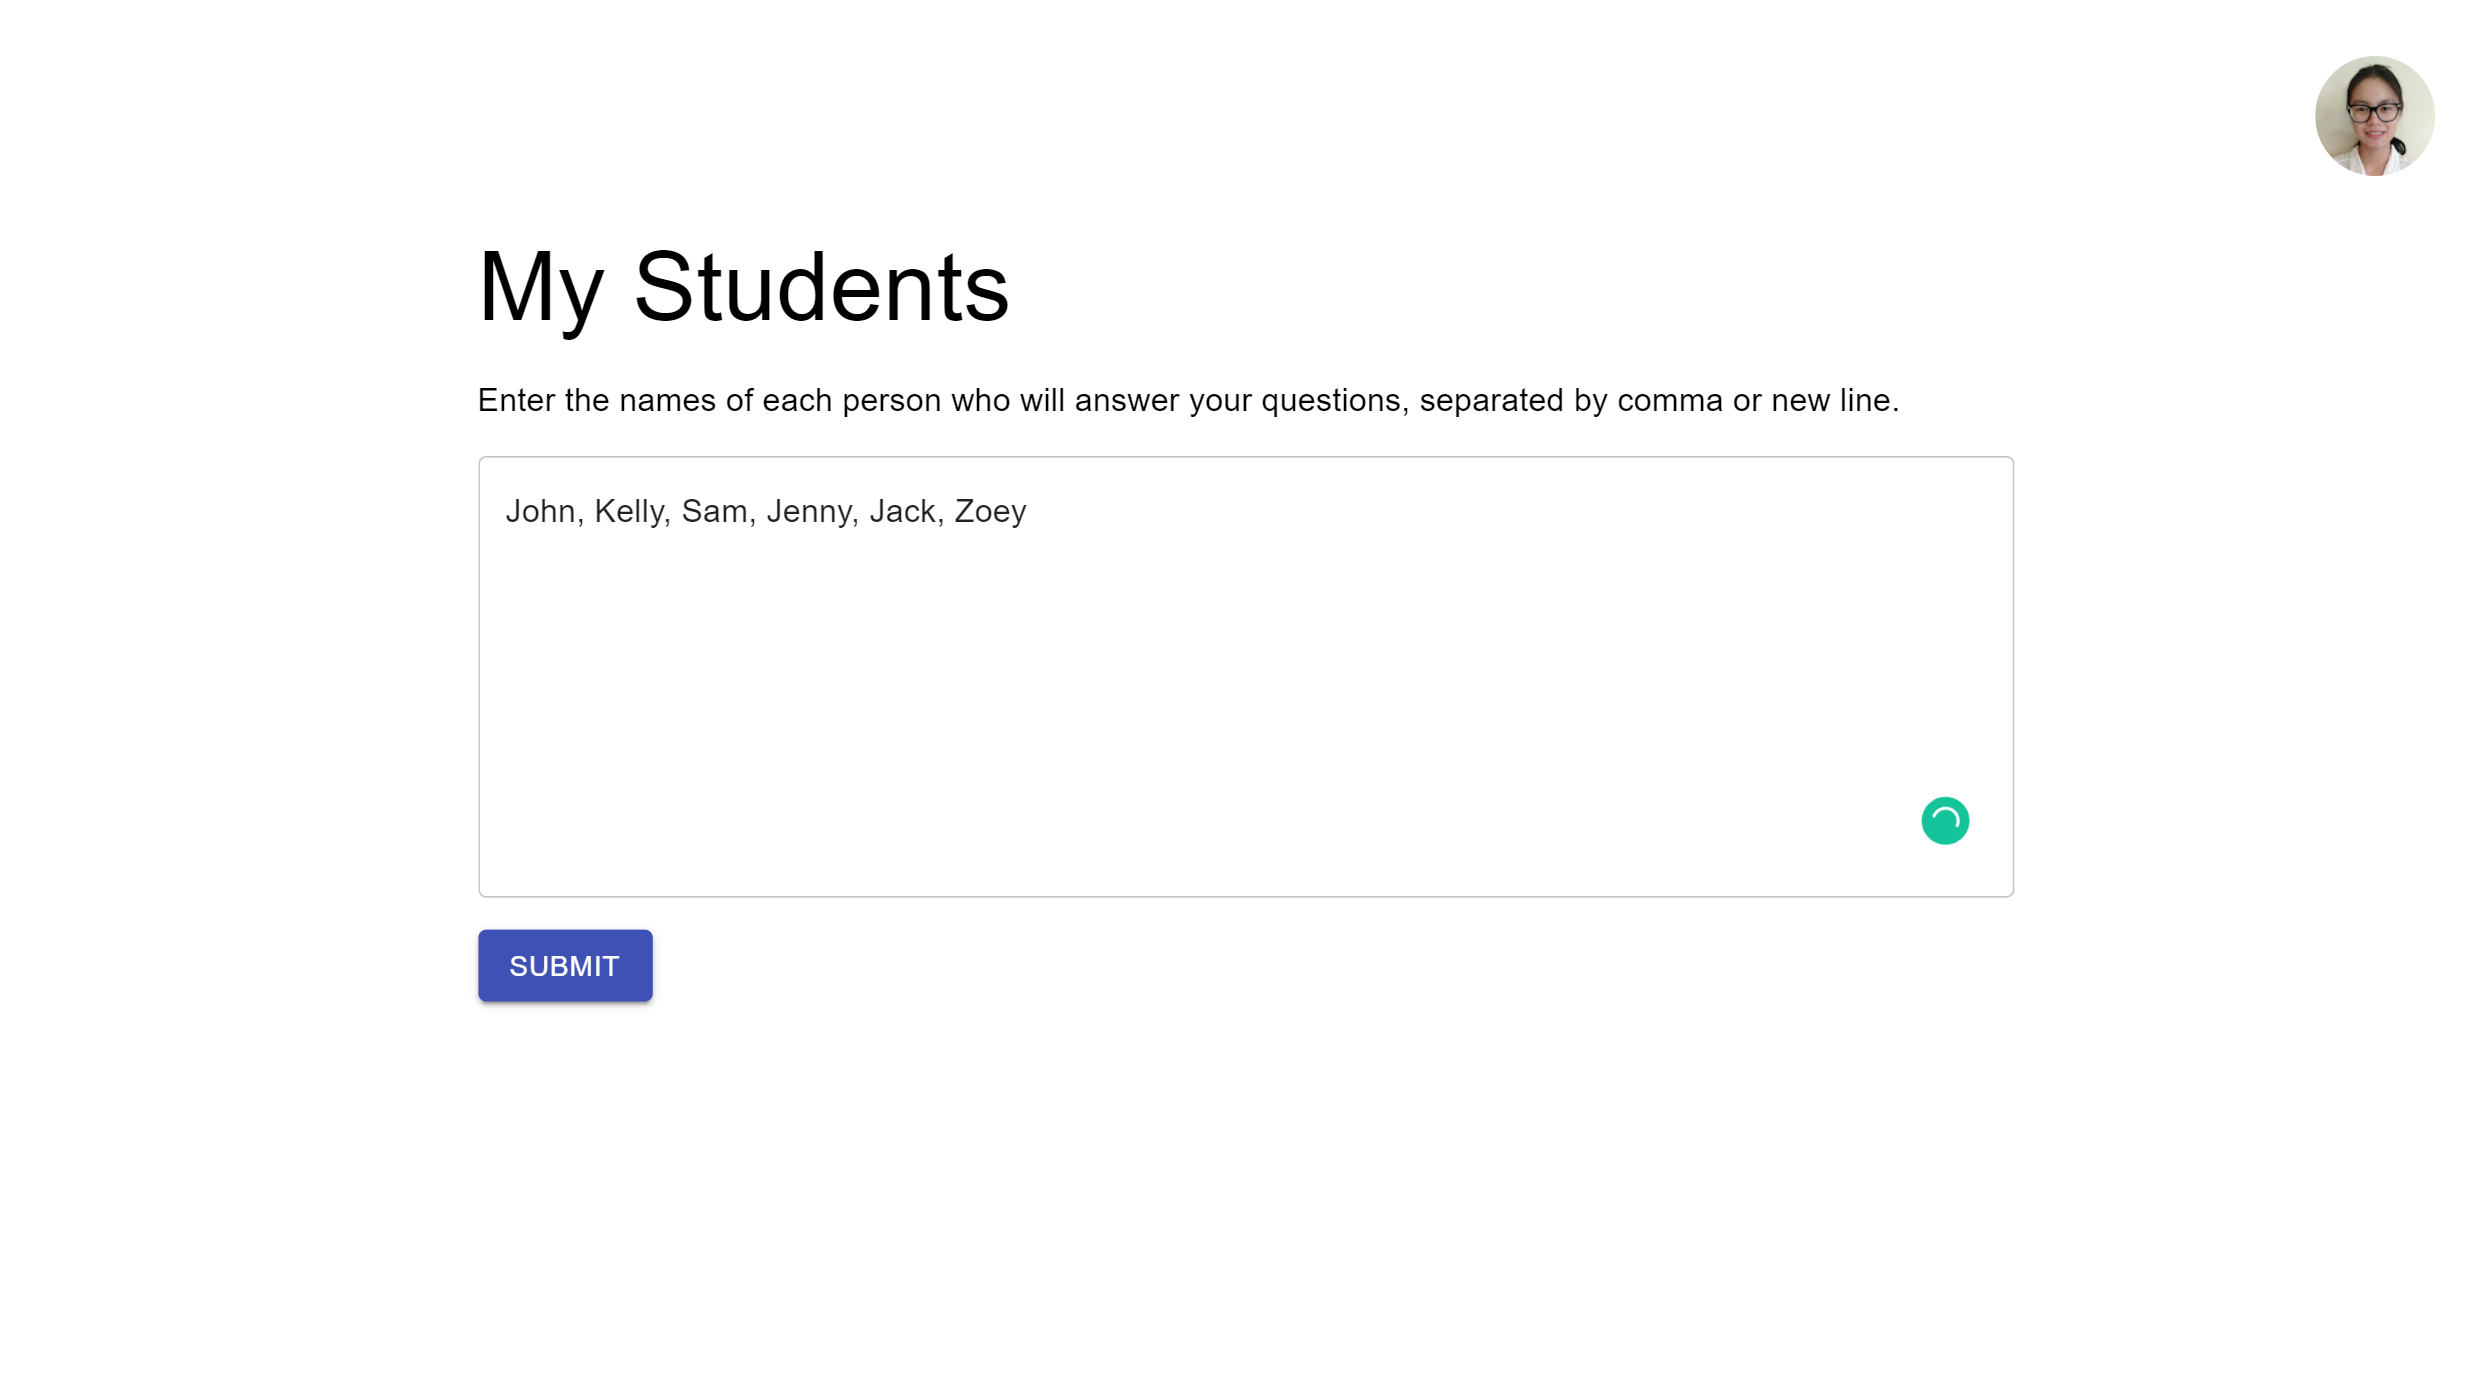 My Students
Enter the names of each person who will answer your questions, separated by comma or new line.
John, Kelly, Sam, Jenny, Jack, Zoey
SUBMIT